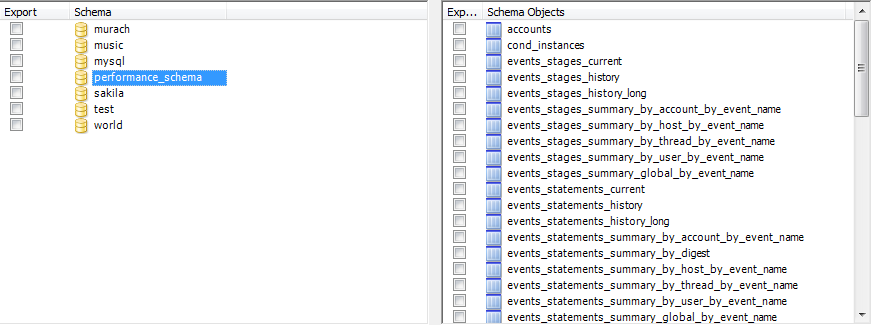 Export Schema
murach
music
mysql
performance_schema
sakila
test
world
Exp... Schema Objects
accounts
cond_instances
events_stages_current
events_stages_history
events_stages_history_long
events_stages_summary_by_account_by_event_name
events_stages_summary_by_host_by_event_name
events_stages_summary_by_thread_by_event_name
events_stages_summary_by_user_by_event_name
events_stages_summary_global_by_event_name
events_statements_current
events_statements_history
events_statements_history_long
events_statements_summary_by_account_by_event_name
events_statements_summary_by_digest
events_statements_summary_by_host_by_event_name
events_statements_summary_by_thread_by_event_name
events_statements_summary_by_user_by_event_name
events_statements_summary_global_by_event_name